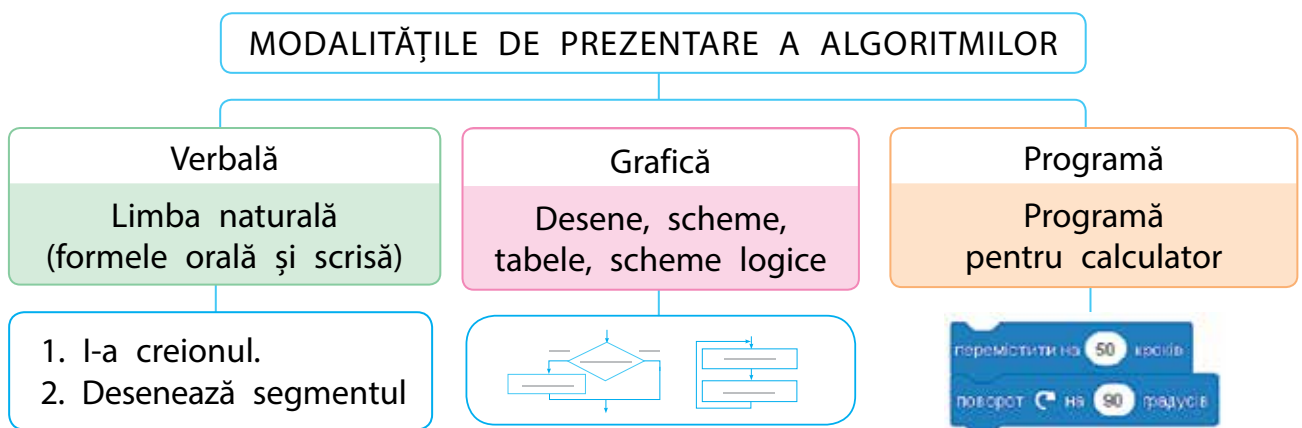 MODALITĂȚILE DE PREZENTARE A ALGORITMILOR
Verbală
Limba naturală
(formele orală și scrisă)
1. I-a creionul.
2. Desenează segmentul
Grafică
Desene, scheme,
tabele, scheme logice
Programă
Programă
pentru calculator
перемістити на 50 кроків
поворот на 90 градусів